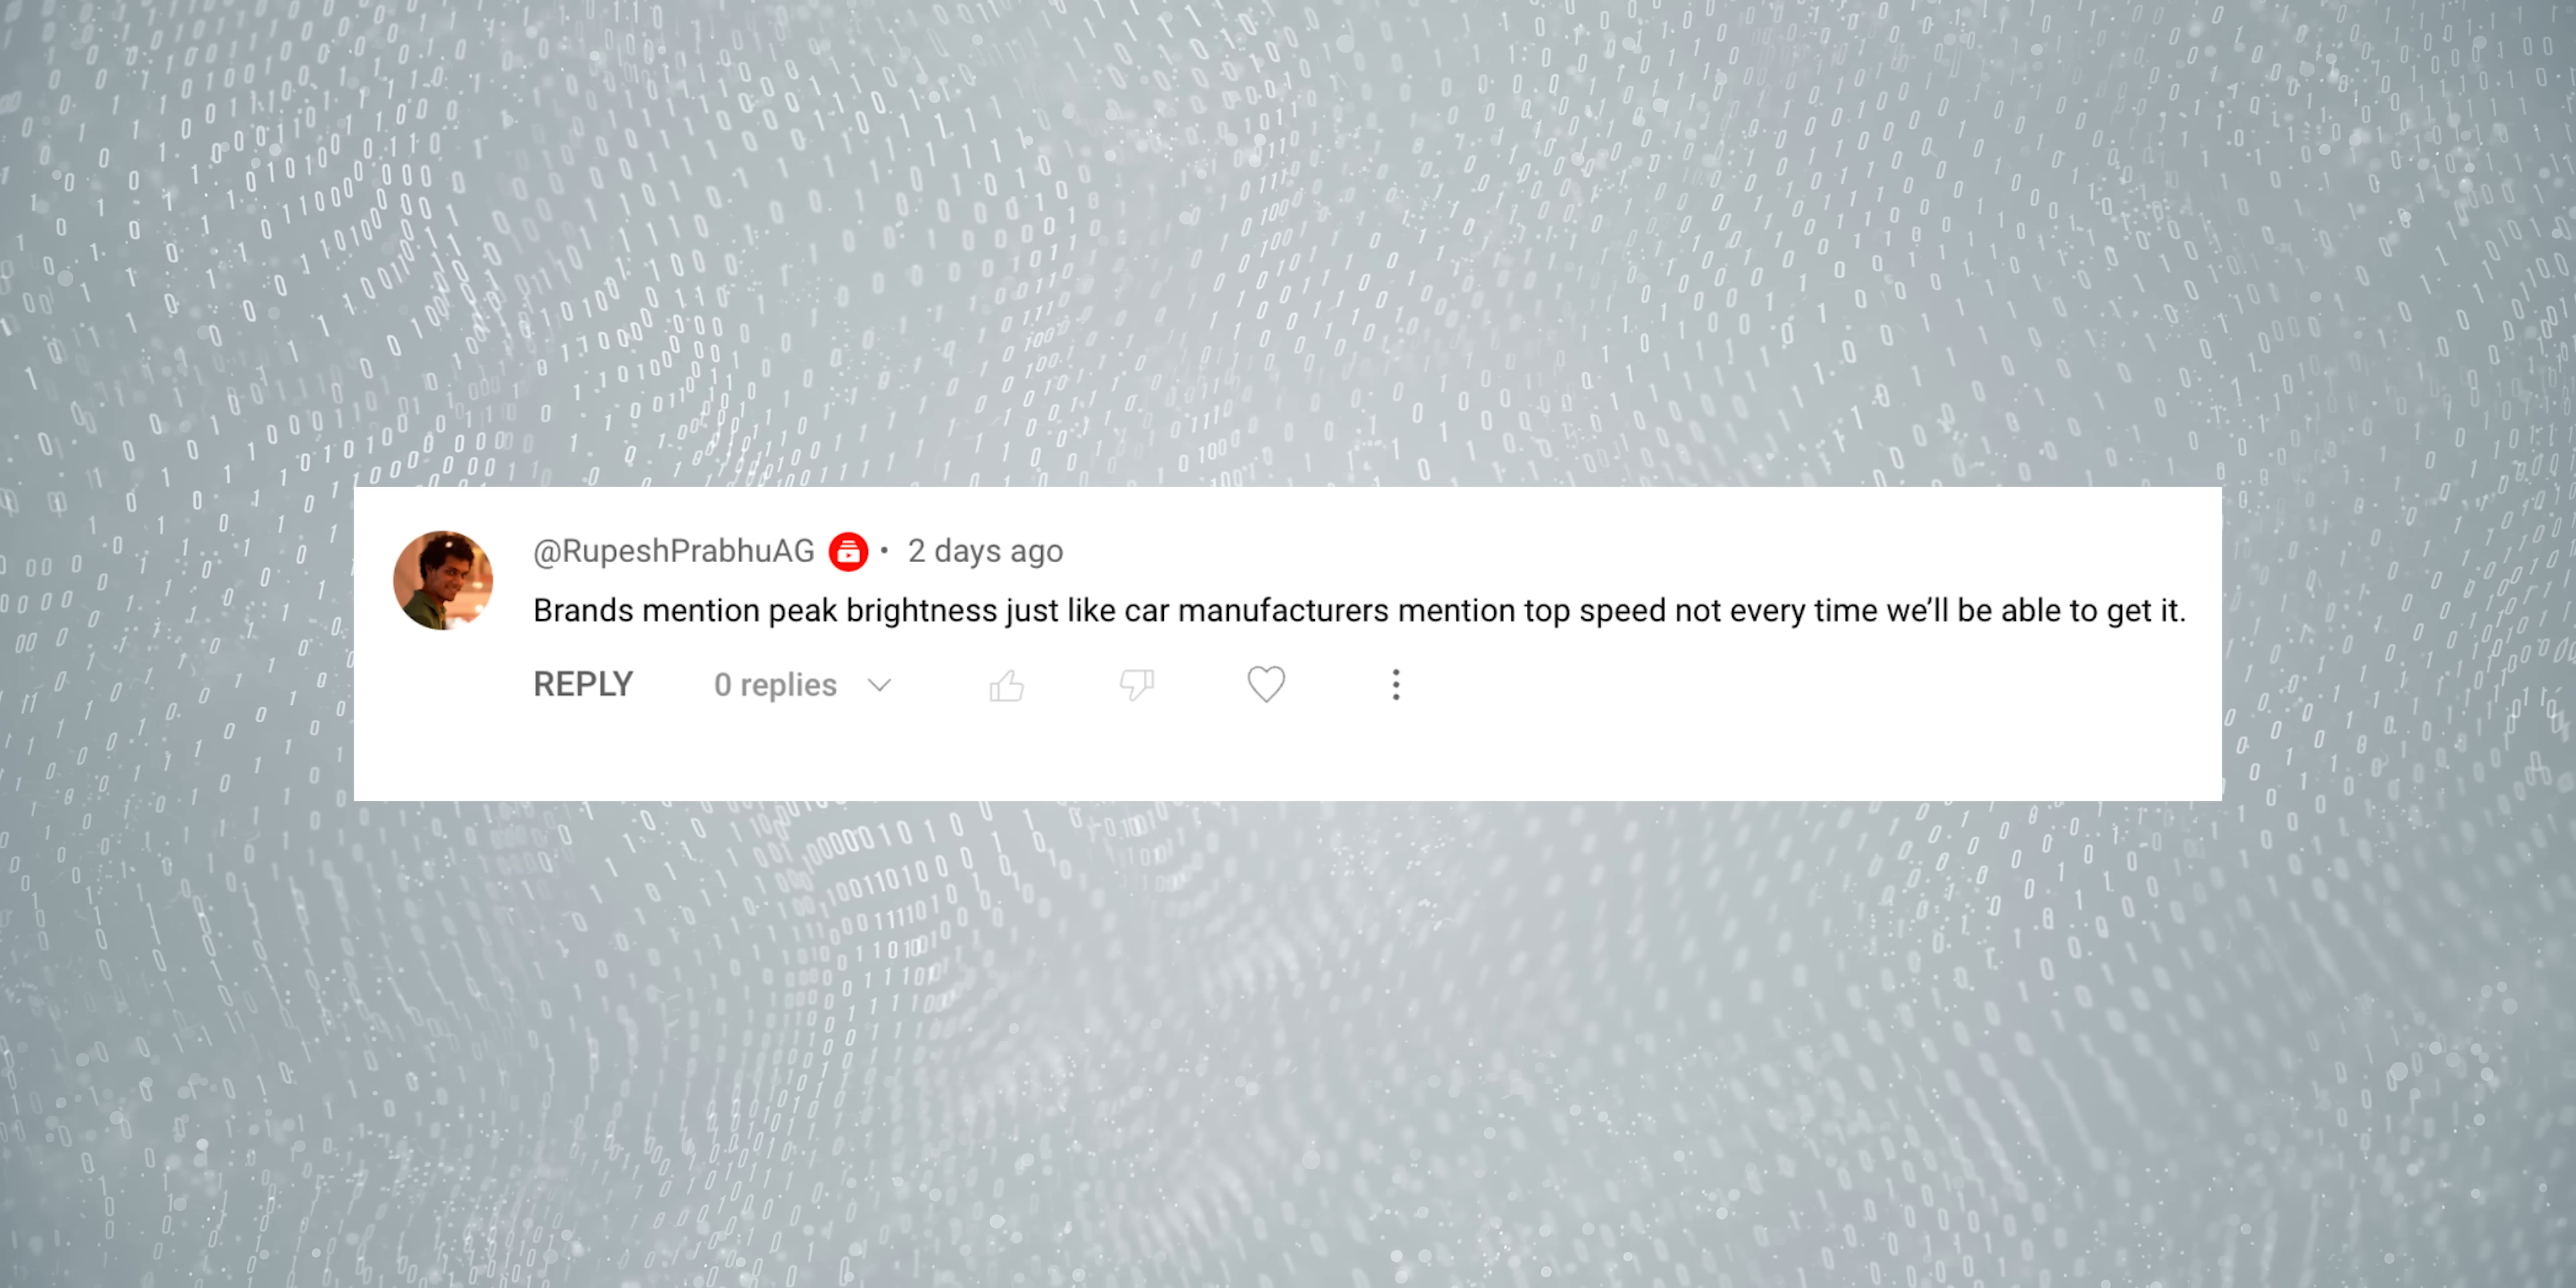 @RupeshPrabhuAG • 2 days ago
Brands mention peak brightness just like car manufacturers mention top speed not every time we’ll be able to get it.
REPLY 0 replies